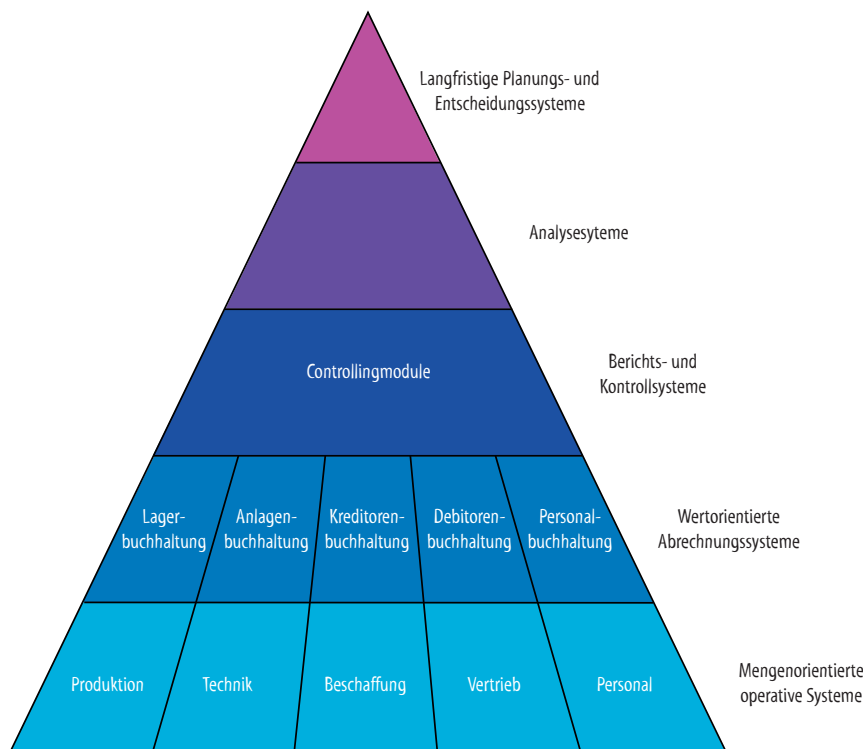 Langfristige Planungs- und
Entscheidungssysteme
Analysesyteme
Controllingmodule
Berichts- und
Kontrollsysteme
Lager-
buchhaltung
Anlagen-
buchhaltung
Kreditoren-
buchhaltung
Debitoren-
buchhaltung
Personal-
buchhaltung
Wertorientierte
Abrechnungssysteme
Produktion
Technik
Beschaffung
Vertrieb
Personal
Mengenorientierte
operative Systeme